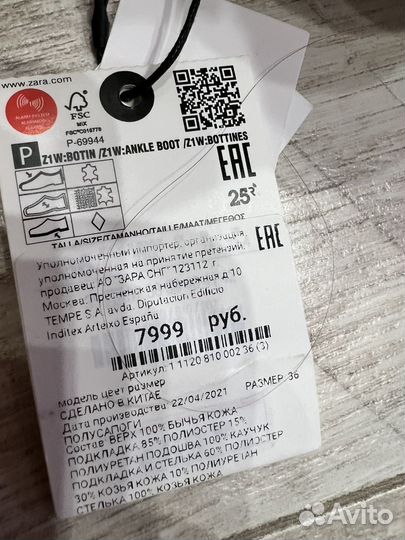 www.zara.com
FSC
MIX
FSC®C018778
P-69944
P Z1W:BOTIN /Z1W:ANKLE BOOT /Z1W:BOTTINES
EAC
TALLA/SIZE/TAMANHO/TAILLE/MAAT/ΜΕΓΕΘΟΣ
EAC
Уполномоченный импортер, организация,
уполномоченная на принятие претензий,
продавец: АО "ЗАРА СНГ" 123112 г.
Москва. Пресненская набережная д 10
TEMPE S.A. avda. Diputacion Edificio
Inditex Arteixo España
7999 руб.
Артикул: 1 1120 810 002 36 (3)
модель цвет размер
СДЕЛАНО В КИТАЕ
Дата производства: 22/04/2021 РАЗМЕР: 36
ПОЛУСАПОГИ
Состав: ВЕРХ 100% БЫЧЬЯ КОЖА
ПОДКЛАДКА 85% ПОЛИЭСТЕР 15%
ПОЛИУРЕТАН ПОДОШВА 100% КАУЧУК
ПОДКЛАДКА И СТЕЛЬКА 60% ПОЛИЭСТЕР
30% КОЗЬЯ КОЖА 10% ПОЛИУРЕТАН
СТЕЛЬКА 100% КОЗЬЯ КОЖА
Avito